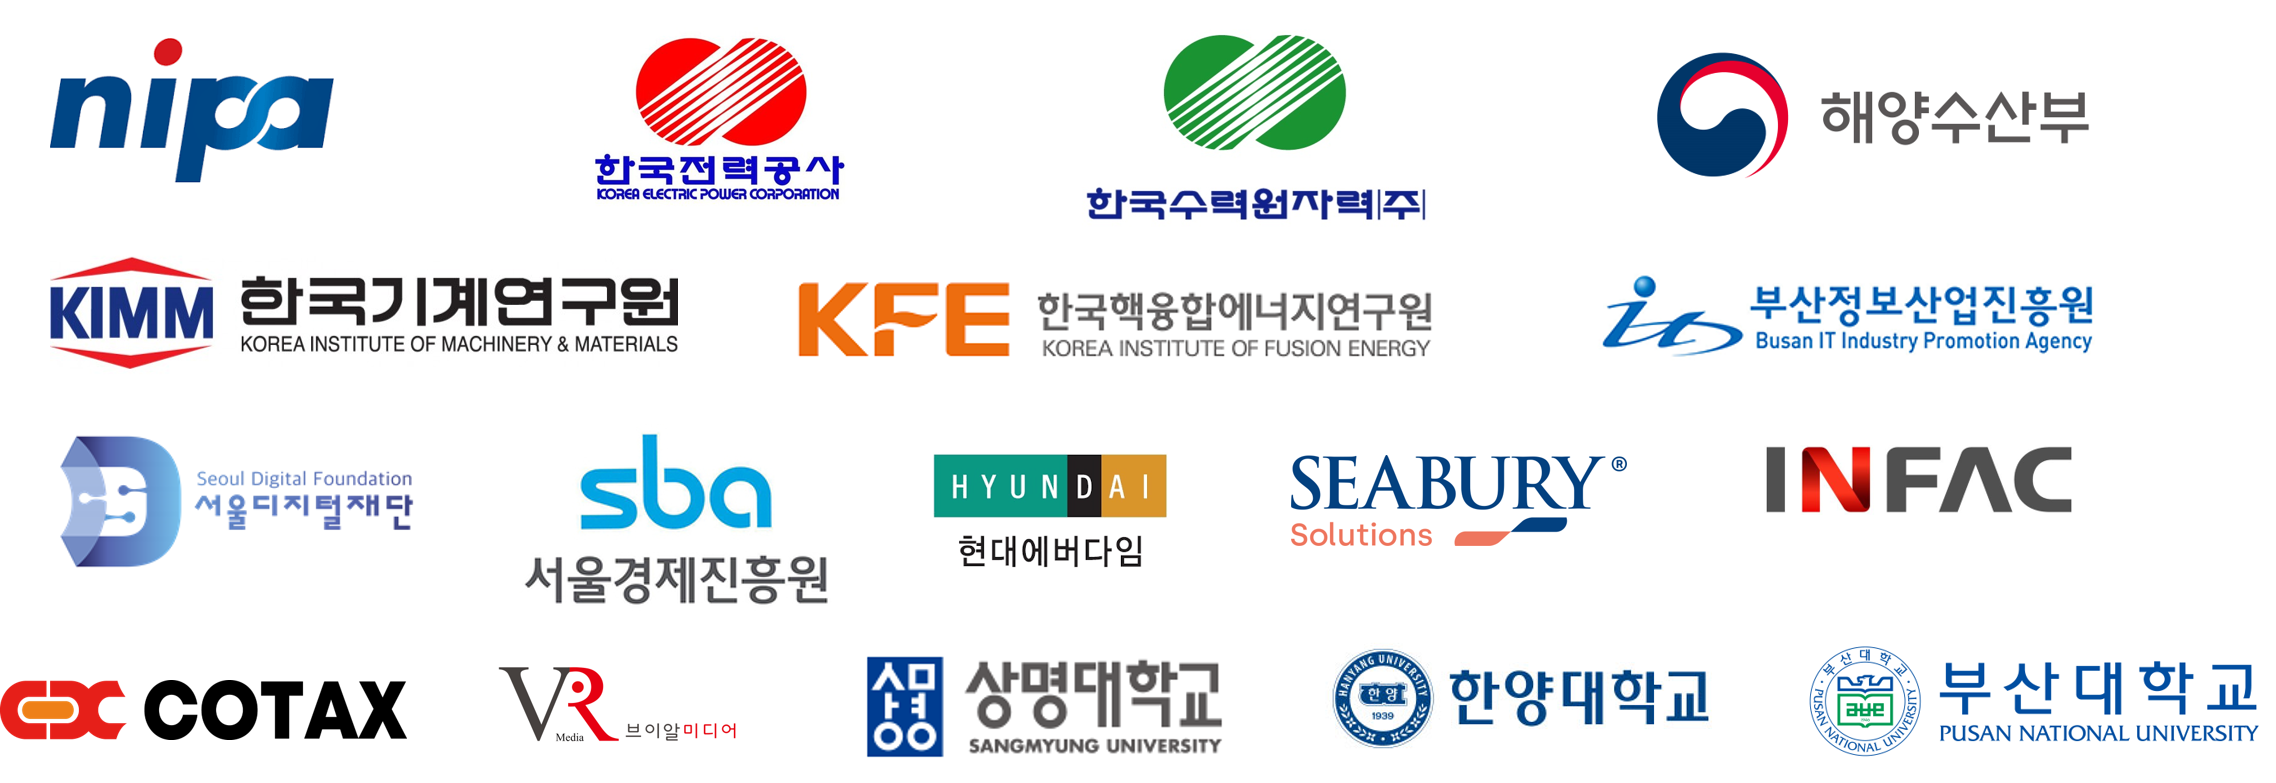 nipa
한국전력공사
KOREA ELECTRIC POWER CORPORATION
한국수력원자력(주)
해양수산부
KIMM
한국기계연구원
KOREA INSTITUTE OF MACHINERY & MATERIALS
KFE
한국핵융합에너지연구원
KOREA INSTITUTE OF FUSION ENERGY
부산정보산업진흥원
Busan IT Industry Promotion Agency
Seoul Digital Foundation
서울디지털재단
sba
서울경제진흥원
HYUNDAI
현대에버다임
SEABURY®
Solutions
INFAC
COTAX
VR
Media
브이알미디어
상명
상명대학교
SANGMYUNG UNIVERSITY
HANYANG UNIVERSITY
한양
1939
한양대학교
부산대학교
PUSAN NATIONAL UNIVERSITY
부산대학교
PUSAN NATIONAL UNIVERSITY